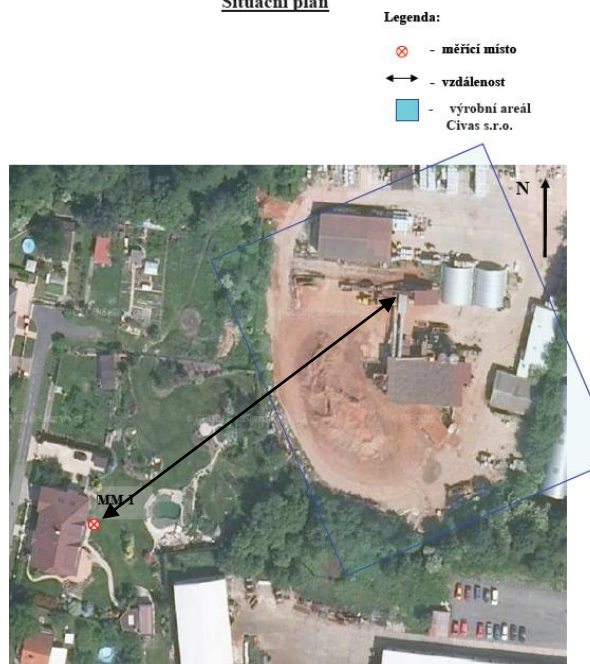 Situační plán
Legenda:
- měřící místo
- vzdálenost
- výrobní areál
Civas s.r.o.
N
MM 1